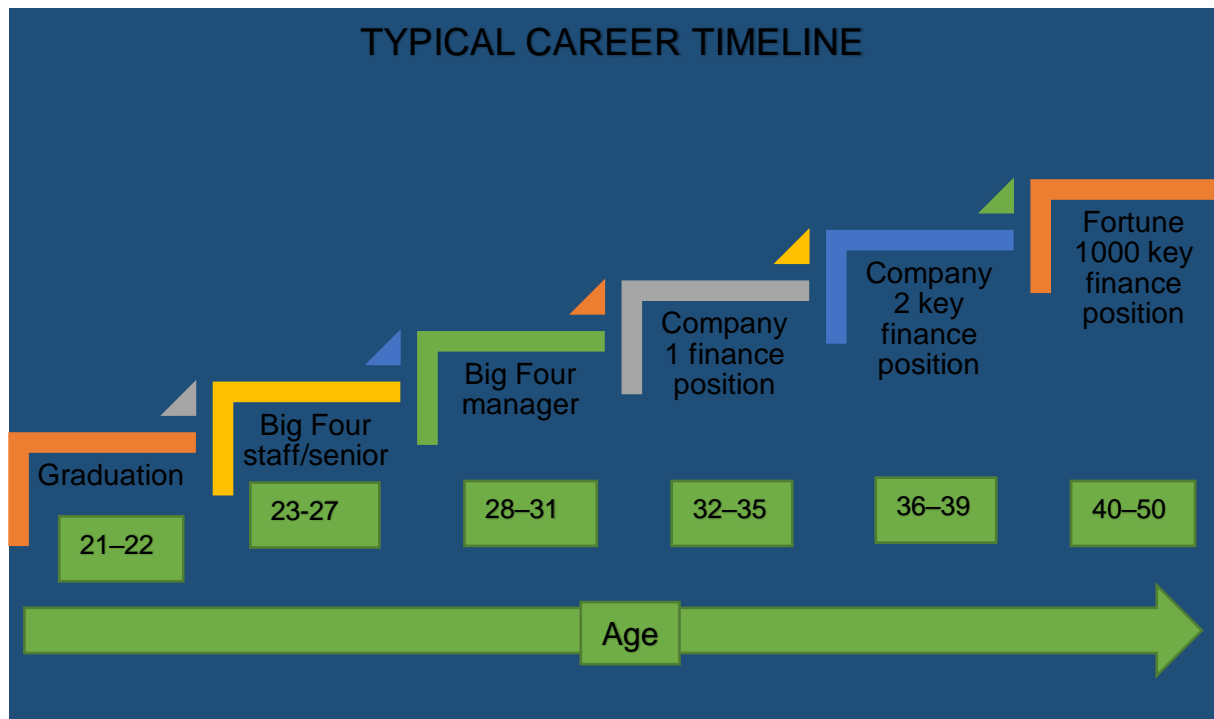 TYPICAL CAREER TIMELINE
Graduation
21–22
Big Four
staff/senior
23-27
Big Four
manager
28–31
Company
1 finance
position
32–35
Company
2 key
finance
position
36–39
Fortune
1000 key
finance
position
40–50
Age